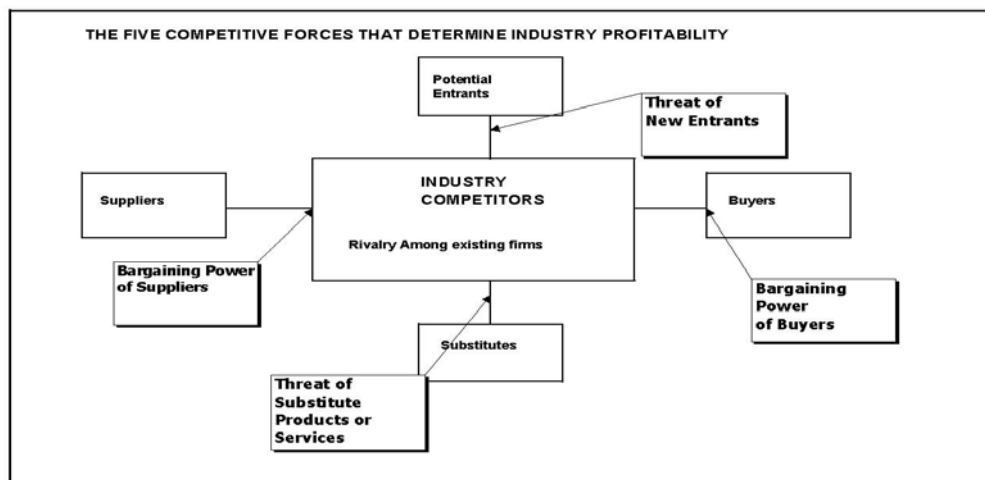 THE FIVE COMPETITIVE FORCES THAT DETERMINE INDUSTRY PROFITABILITY
Potential
Entrants
Threat of
New Entrants
INDUSTRY
COMPETITORS
Rivalry Among existing firms
Suppliers
Buyers
Bargaining Power
of Suppliers
Bargaining
Power
of Buyers
Substitutes
Threat of
Substitute
Products or
Services